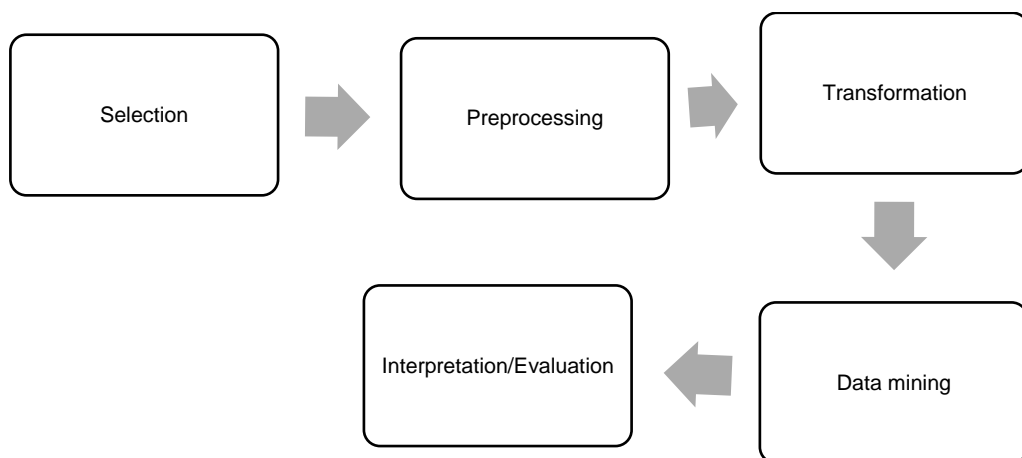 Selection
Preprocessing
Transformation
Data mining
Interpretation/Evaluation